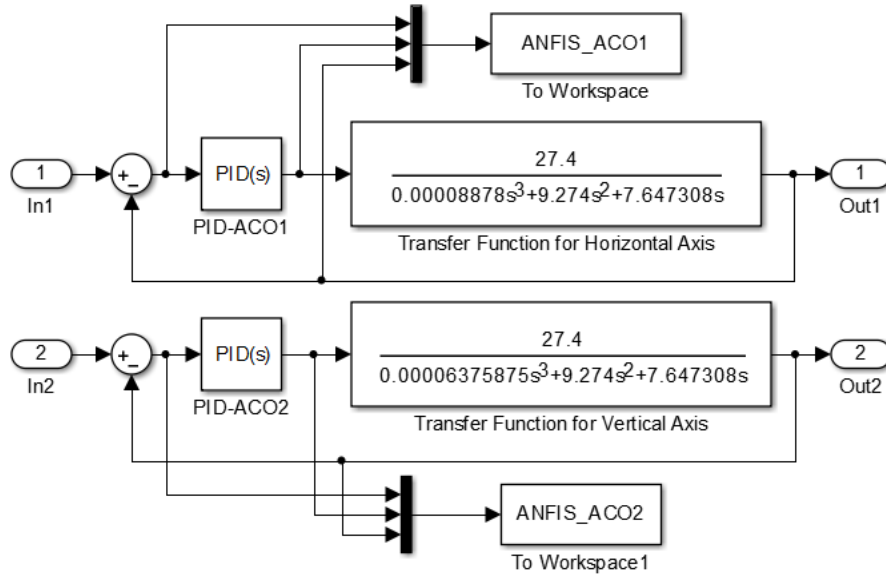 ANFIS_ACO1
To Workspace
1
In1
+
−
PID(s)
PID-ACO1
27.4
0.00008878s³+9.274s²+7.647308s
Transfer Function for Horizontal Axis
1
Out1
2
In2
+
−
PID(s)
PID-ACO2
27.4
0.00006375875s³+9.274s²+7.647308s
Transfer Function for Vertical Axis
2
Out2
ANFIS_ACO2
To Workspace1